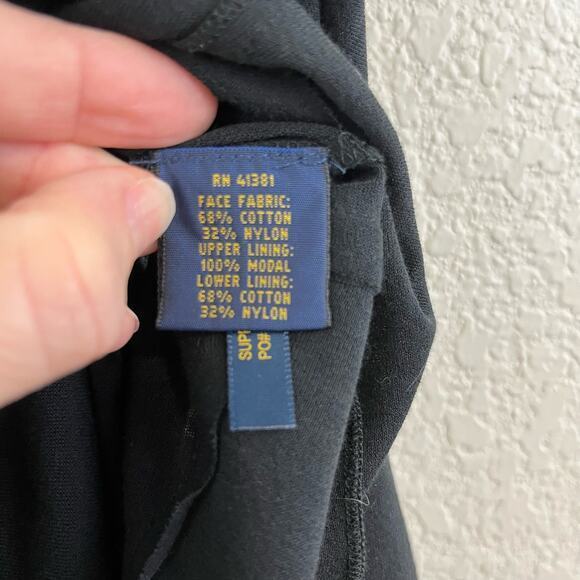 RN 41381
FACE FABRIC:
68% COTTON
32% NYLON
UPPER LINING:
100% MODAL
LOWER LINING:
68% COTTON
32% NYLON